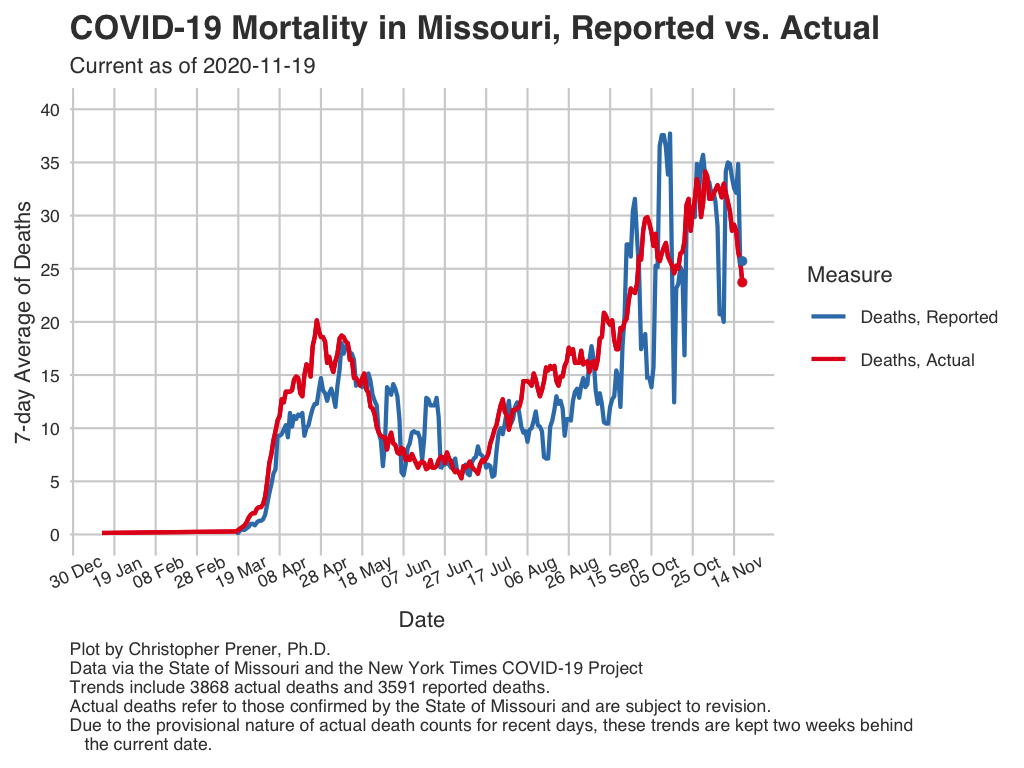 COVID-19 Mortality in Missouri, Reported vs. Actual
Current as of 2020-11-19
7-day Average of Deaths
40
35
30
25
20
15
10
5
0
30 Dec
19 Jan
08 Feb
28 Feb
19 Mar
08 Apr
28 Apr
18 May
07 Jun
27 Jun
17 Jul
06 Aug
26 Aug
15 Sep
05 Oct
25 Oct
14 Nov
Date
Measure
Deaths, Reported
Deaths, Actual
Plot by Christopher Prener, Ph.D.
Data via the State of Missouri and the New York Times COVID-19 Project
Trends include 3868 actual deaths and 3591 reported deaths.
Actual deaths refer to those confirmed by the State of Missouri and are subject to revision.
Due to the provisional nature of actual death counts for recent days, these trends are kept two weeks behind
the current date.